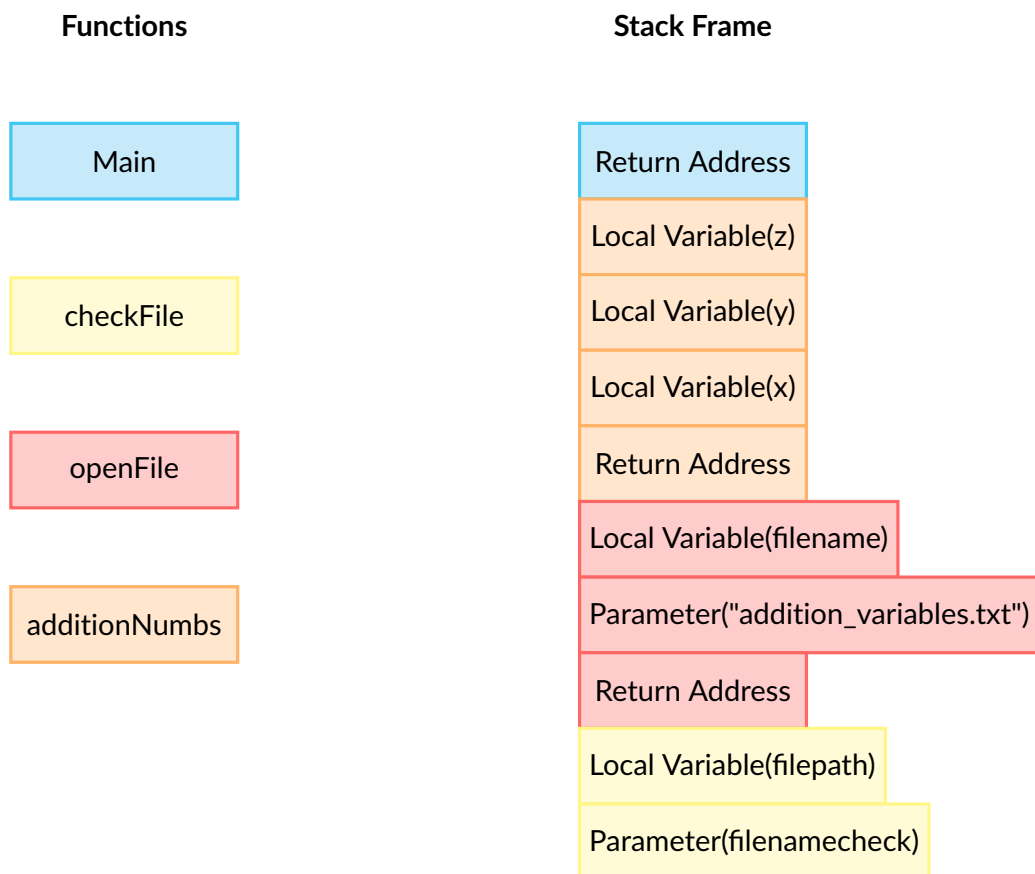 Functions
Stack Frame
Main
checkFile
openFile
additionNumbs
Return Address
Local Variable(z)
Local Variable(y)
Local Variable(x)
Return Address
Local Variable(filename)
Parameter("addition_variables.txt")
Return Address
Local Variable(filepath)
Parameter(filenamecheck)